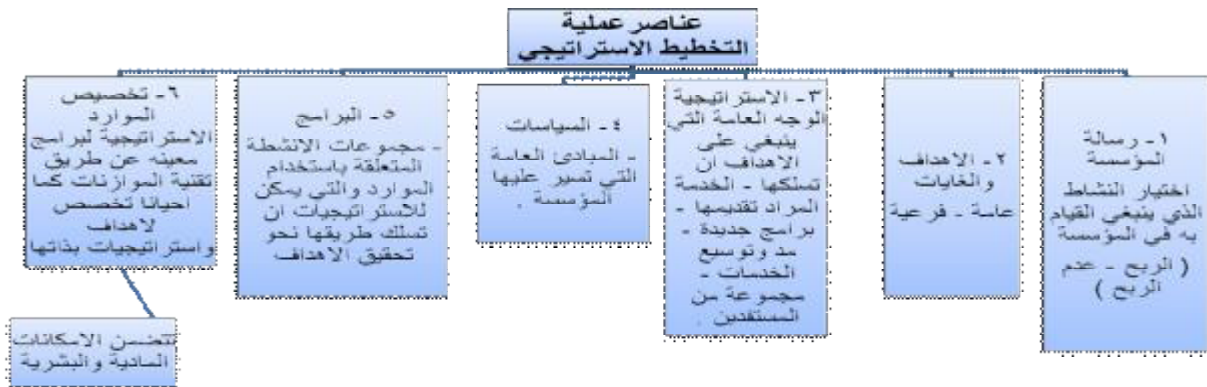 عناصر عملية
التخطيط الاستراتيجي
١- رسالة
المؤسسة
اختيار النشاط
الذي ينبغي القيام
به في المؤسسة
( الربح - عدم
الربح )
٢- الاهداف
والغايات
عامة - فرعية
٣- الاستراتيجية
الوجه العامة التي
ينبغي على
الاهداف ان
تسلكها - الخدمة
المراد تقديمها -
برامج جديدة -
مد وتوسيع
الخدمات -
مجموعة من
المستفدين .
٤- السياسات
- المبادئ العامة
التي تسير عليها
المؤسسة .
٥- البرامج
- مجموعات الانشطة
المتعلقة باستخدام
الموارد والتي يمكن
للاستراتيجيات ان
تسلك طريقها نحو
تحقيق الاهداف
٦- تخصيص
الموارد
الاستراتيجية لبرامج
معينه عن طريق
تقنية الموازنات كما
احيانا تخصص
لاهداف
واستراتيجيات بذاتها
تتضمن الامكانات
المادية والبشرية